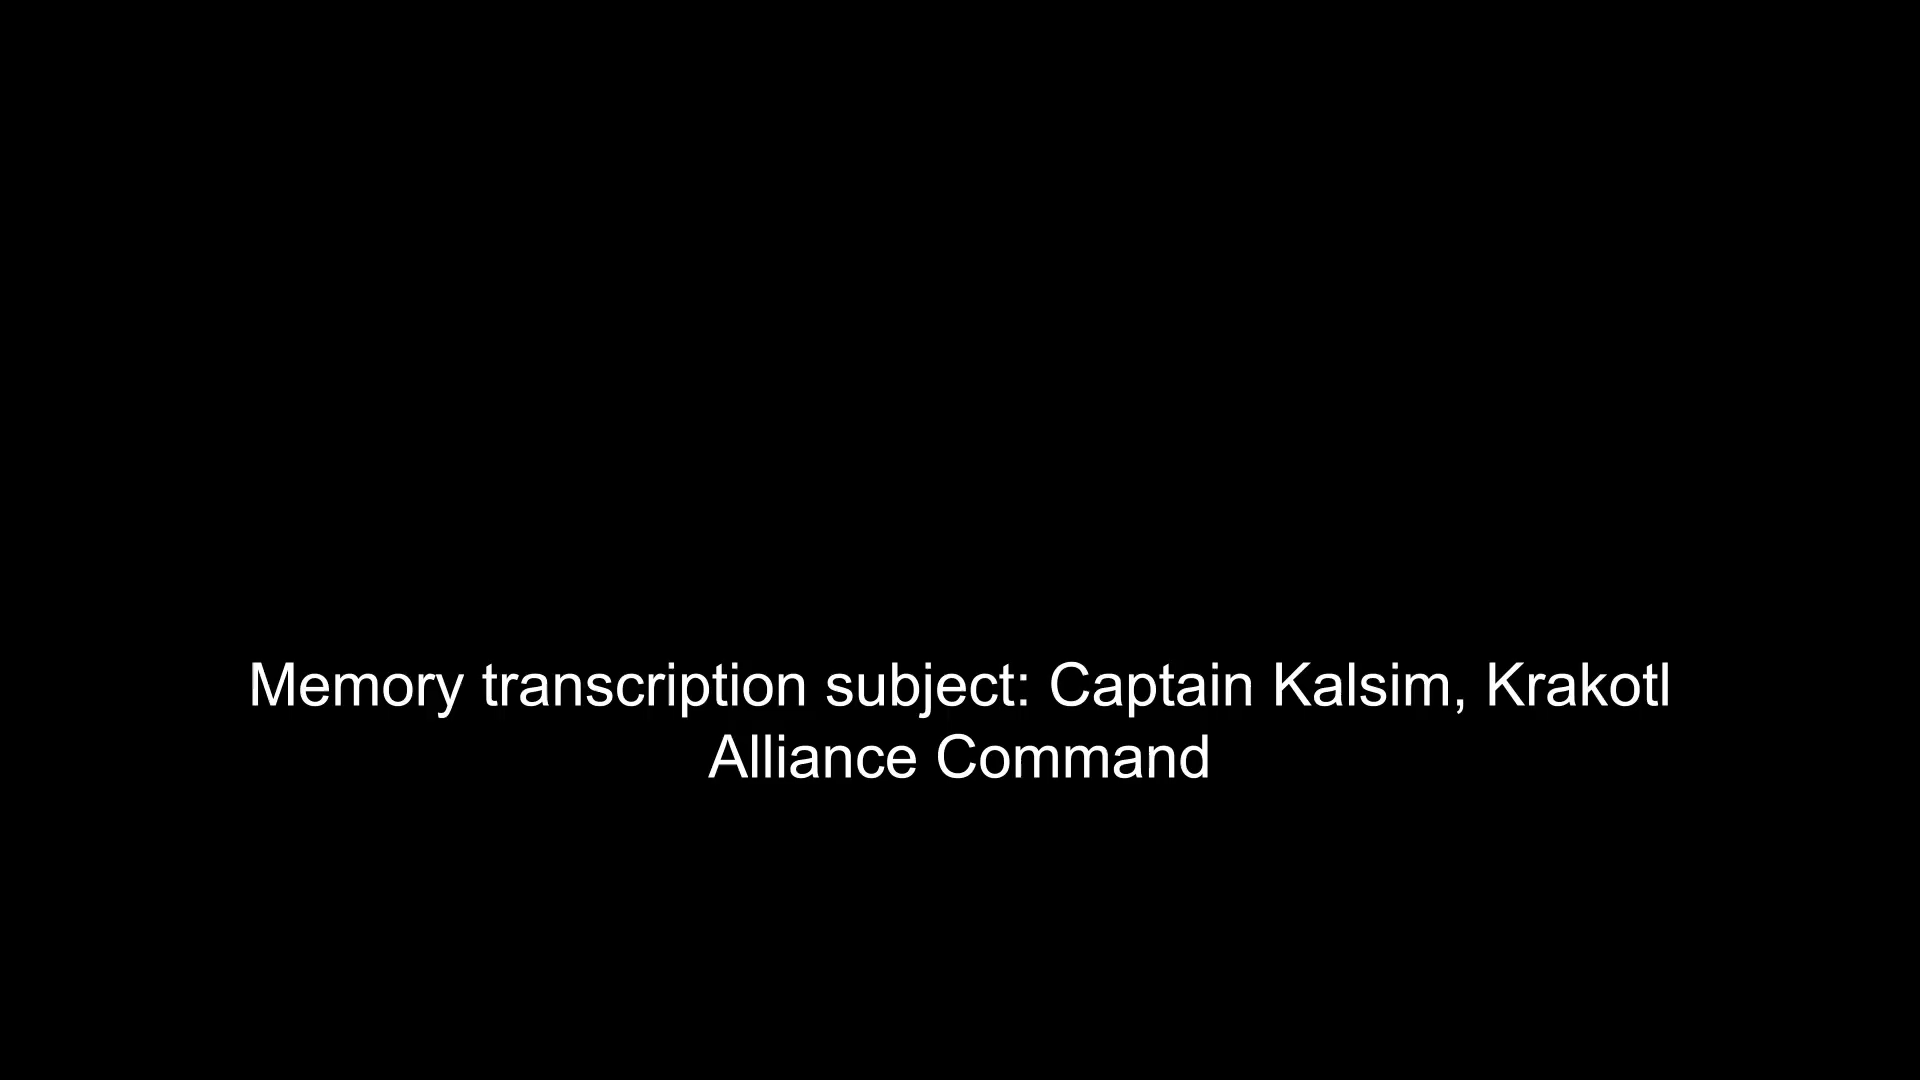 Memory transcription subject: Captain Kalsim, Krakotl
Alliance Command